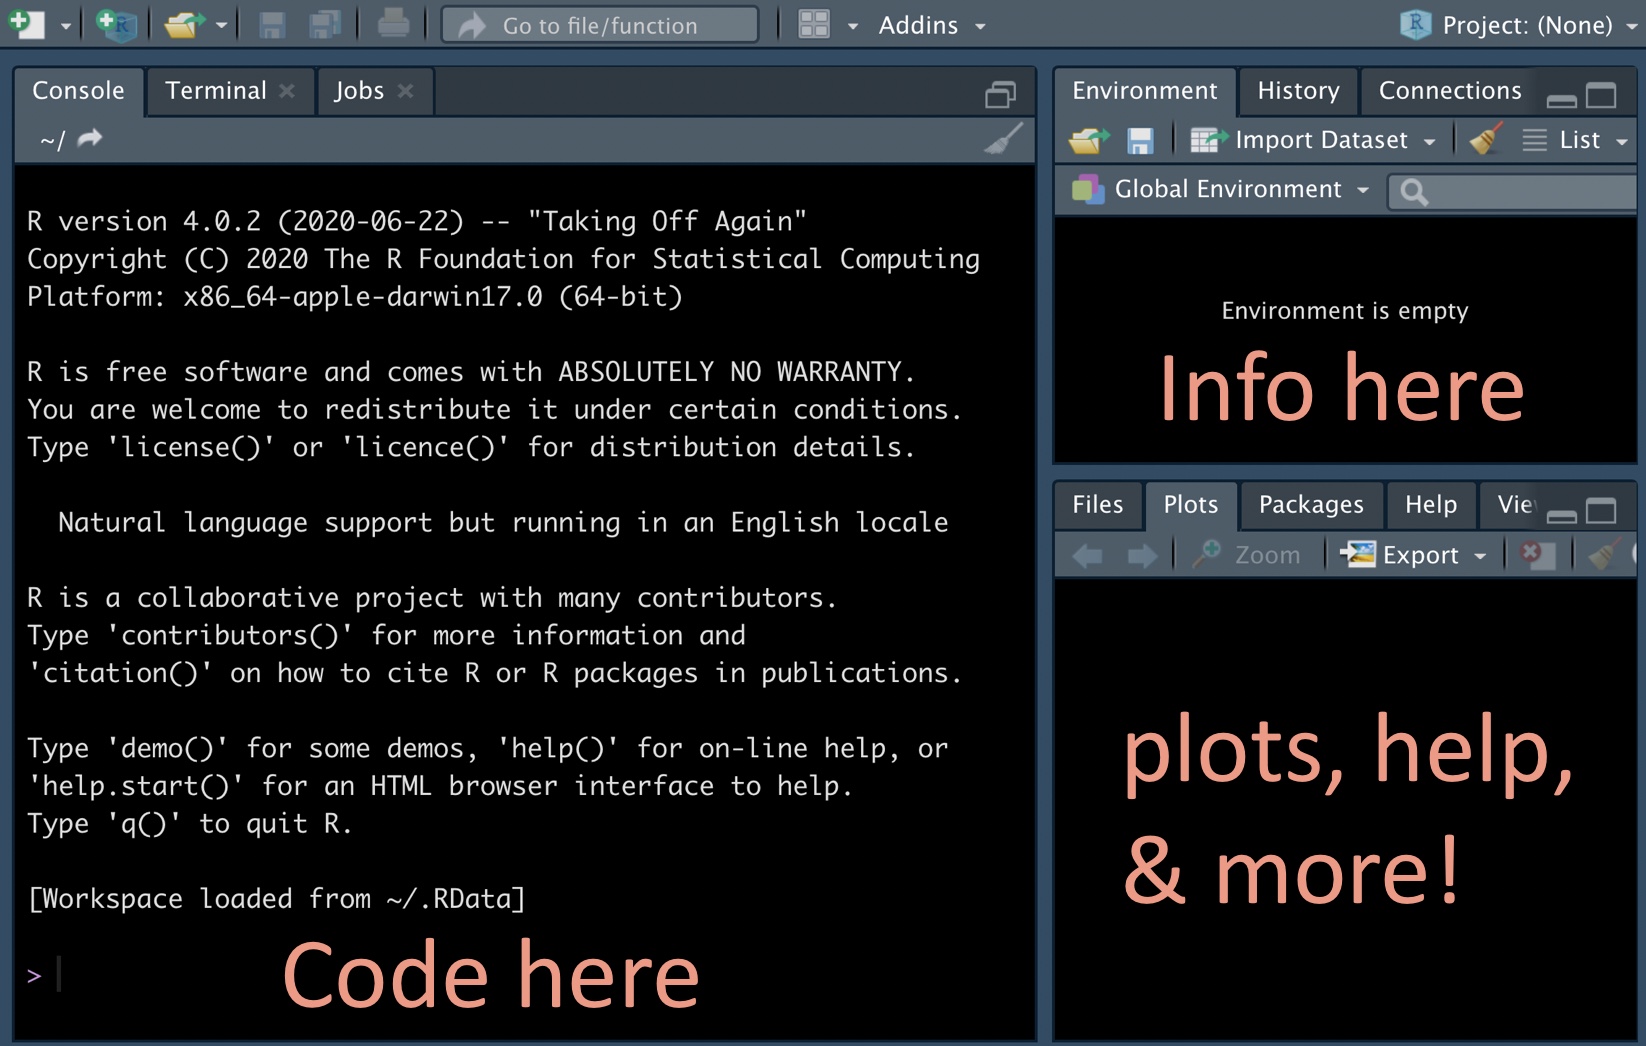 Go to file/function
Addins
Project: (None)
Console
Terminal
Jobs
~/
R version 4.0.2 (2020-06-22) -- "Taking Off Again"
Copyright (C) 2020 The R Foundation for Statistical Computing
Platform: x86_64-apple-darwin17.0 (64-bit)
R is free software and comes with ABSOLUTELY NO WARRANTY.
You are welcome to redistribute it under certain conditions.
Type 'license()' or 'licence()' for distribution details.
Natural language support but running in an English locale
R is a collaborative project with many contributors.
Type 'contributors()' for more information and
'citation()' on how to cite R or R packages in publications.
Type 'demo()' for some demos, 'help()' for on-line help, or
'help.start()' for an HTML browser interface to help.
Type 'q()' to quit R.
[Workspace loaded from ~/.RData]
>
Code here
Environment
History
Connections
Import Dataset
List
Global Environment
Environment is empty
Info here
Files
Plots
Packages
Help
Vie
Zoom
Export
plots, help,
& more!